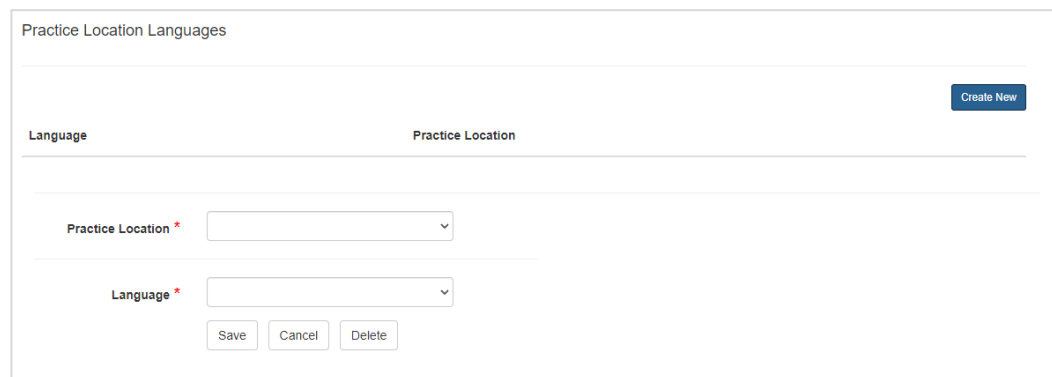 Practice Location Languages
Create New
Language Practice Location
Practice Location *
Language *
Save Cancel Delete